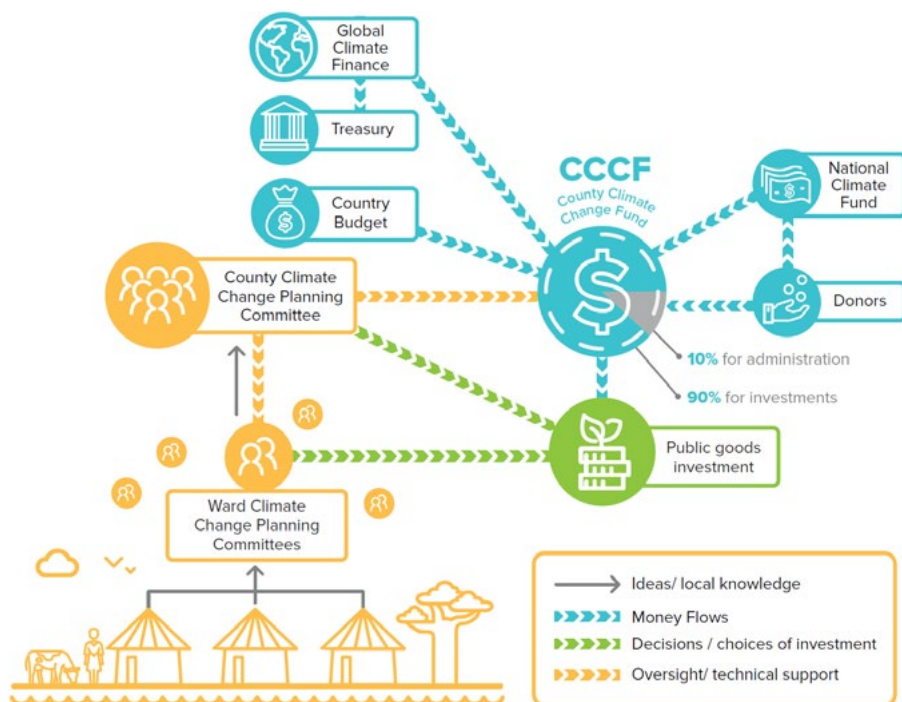 Global
Climate
Finance
Treasury
Country
Budget
CCCF
County Climate
Change Fund
$
$
$
National
Climate
Fund
Donors
10% for administration
90% for investments
County Climate
Change Planning
Committee
Public goods
investment
Ward Climate
Change Planning
Committees
Ideas/ local knowledge
Money Flows
Decisions / choices of investment
Oversight/ technical support